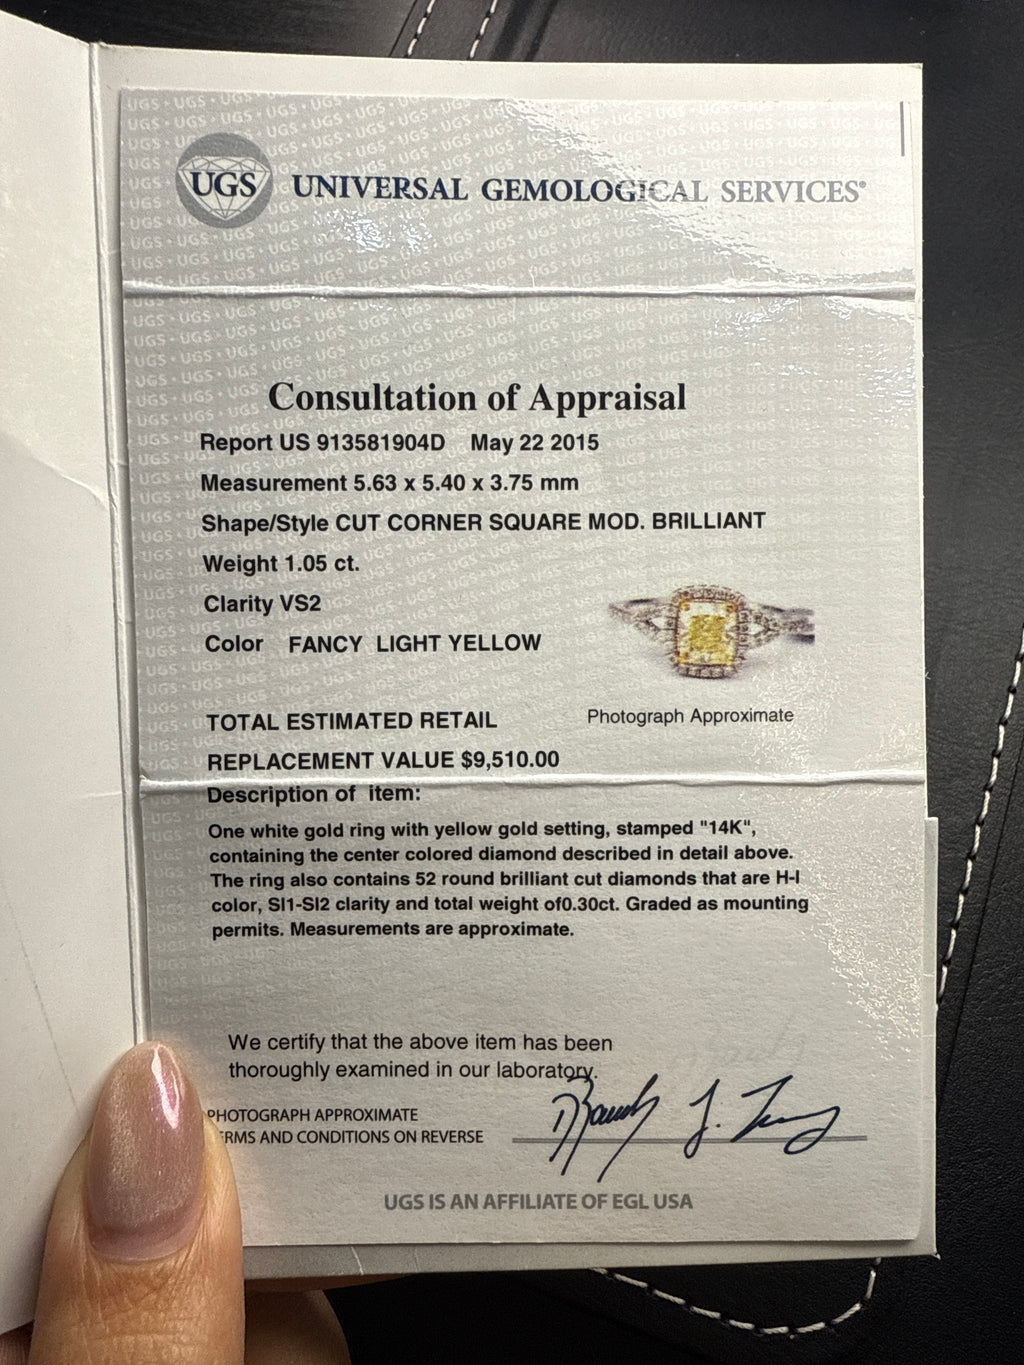 UGS UNIVERSAL GEMOLOGICAL SERVICES®
Consultation of Appraisal
Report US 913581904D May 22 2015
Measurement 5.63 x 5.40 x 3.75 mm
Shape/Style CUT CORNER SQUARE MOD. BRILLIANT
Weight 1.05 ct.
Clarity VS2
Color FANCY LIGHT YELLOW
TOTAL ESTIMATED RETAIL
Photograph Approximate
REPLACEMENT VALUE $9,510.00
Description of item:
One white gold ring with yellow gold setting, stamped "14K",
containing the center colored diamond described in detail above.
The ring also contains 52 round brilliant cut diamonds that are H-I
color, SI1-SI2 clarity and total weight of0.30ct. Graded as mounting
permits. Measurements are approximate.
We certify that the above item has been
thoroughly examined in our laboratory.
PHOTOGRAPH APPROXIMATE
RMS AND CONDITIONS ON REVERSE
UGS IS AN AFFILIATE OF EGL USA